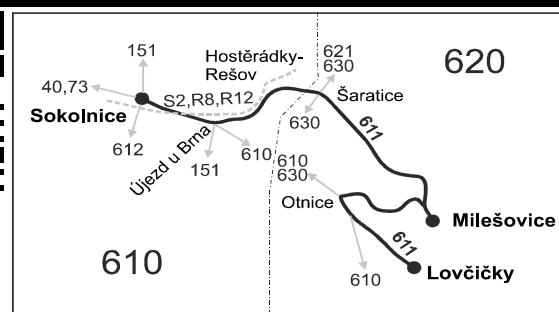 151
Hostěrádky-
Rešov
621
630
620
40,73
S2,R8,R12
Šaratice
Sokolnice
630
611
612
Újezd u Brna
151
610
610
630
Otnice
Milešovice
611
610
610
Lovčičky